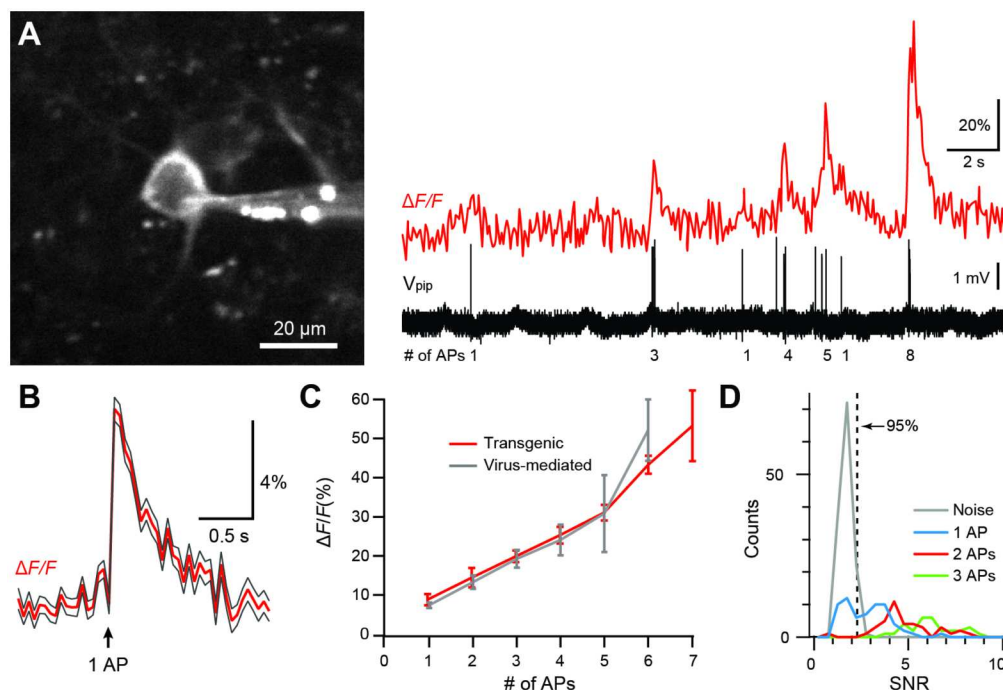 A
20 µm
ΔF/F
20%
2 s
Vpip
1 mV
# of APs 1 3 1 4 5 1 8
B
ΔF/F
4%
0.5 s
1 AP
C
60
50
40
30
20
10
0
ΔF/F(%)
Transgenic
Virus-mediated
1 2 3 4 5 6 7
# of APs
D
95%
50
0
Counts
Noise
1 AP
2 APs
3 APs
0 5 10
SNR